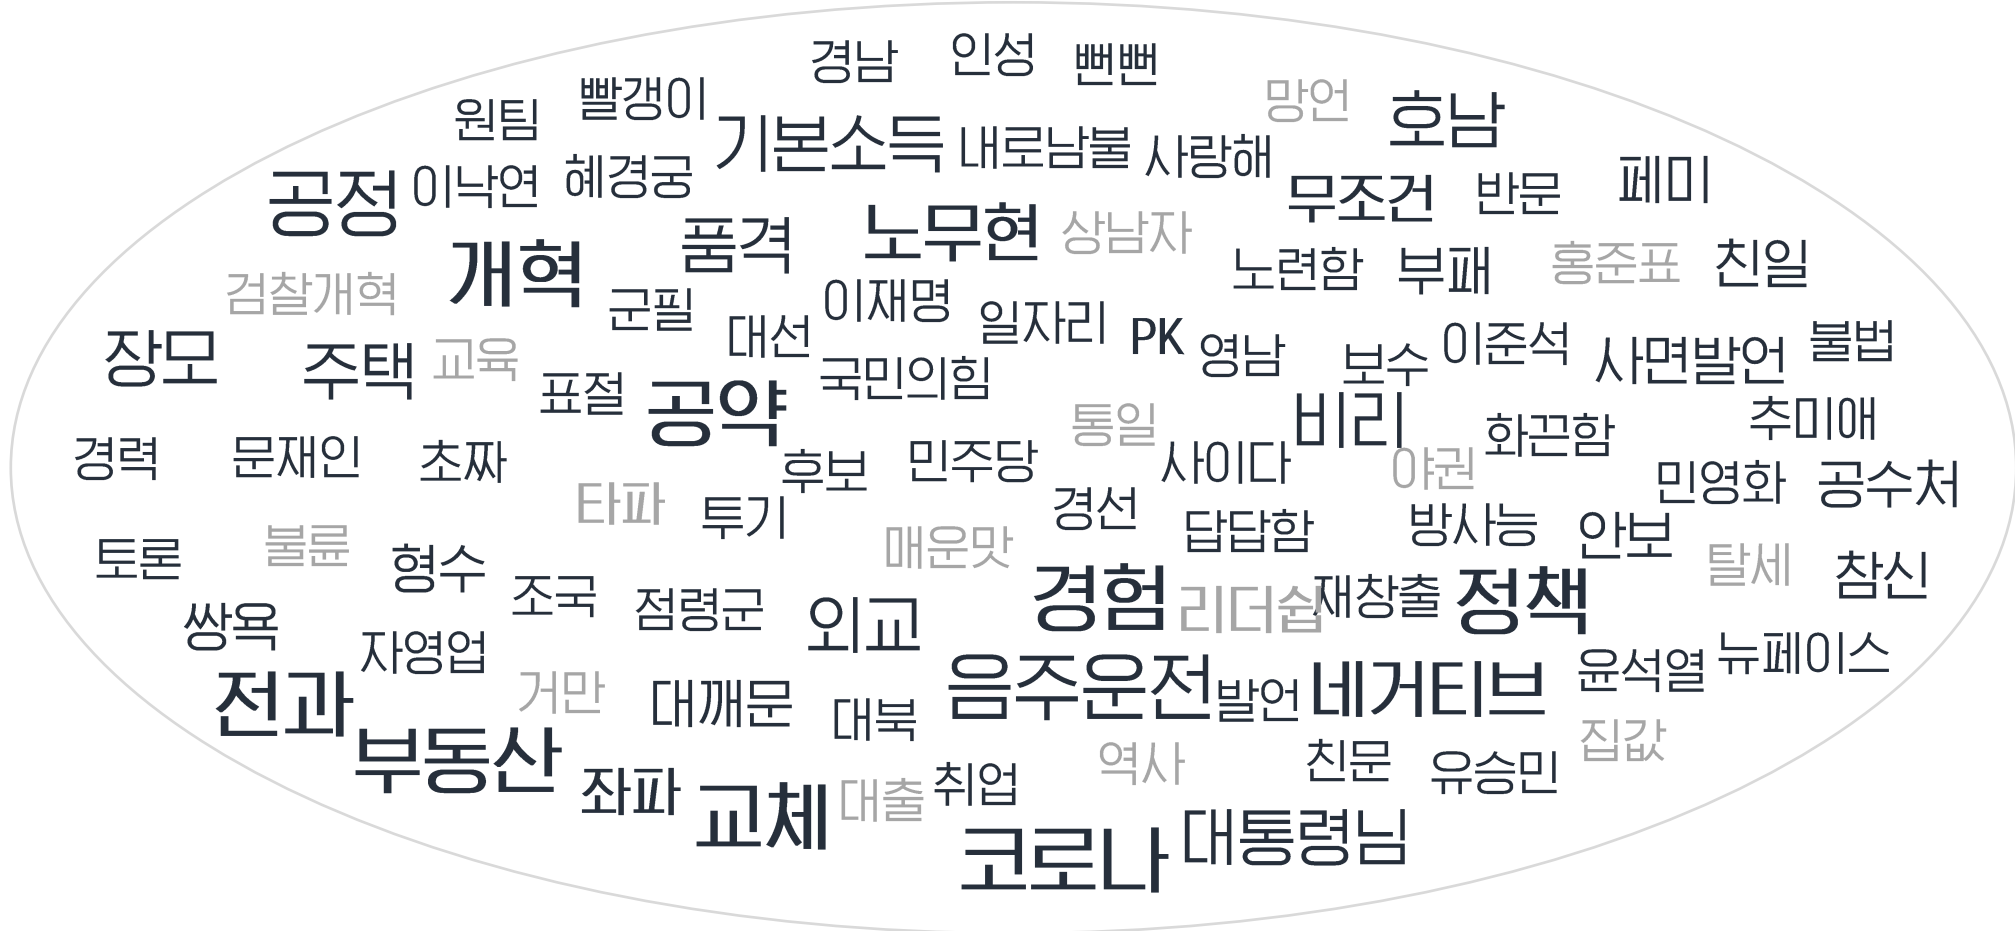 경남 인성 뻔뻔
원팀 빨갱이 망언 호남
기본소득 내로남불 사랑해
공정 이낙연 혜경궁 무조건 반문 페미
개혁 품격 노무현 상남자 노련함 부패 홍준표 친일
검찰개혁 군필 이재명 일자리
장모 주택 교육 대선 국민의힘 PK 영남 보수 이준석 사면발언 불법
표절 공약 통일 비리 화끈함 추미애
경력 문재인 초짜 후보 민주당 사이다 야권 민영화 공수처
타파 투기 경선 답답함 방사능 안보
토론 불륜 형수 매운맛 탈세 참신
쌍욕 조국 점령군 외교 경험 리더쉽 재창출 정책
자영업 윤석열 뉴페이스
전과 거만 대깨문 대북 음주운전 발언 네거티브
부동산 역사 친문 유승민 집값
좌파 교체 대출 취업
코로나 대통령님